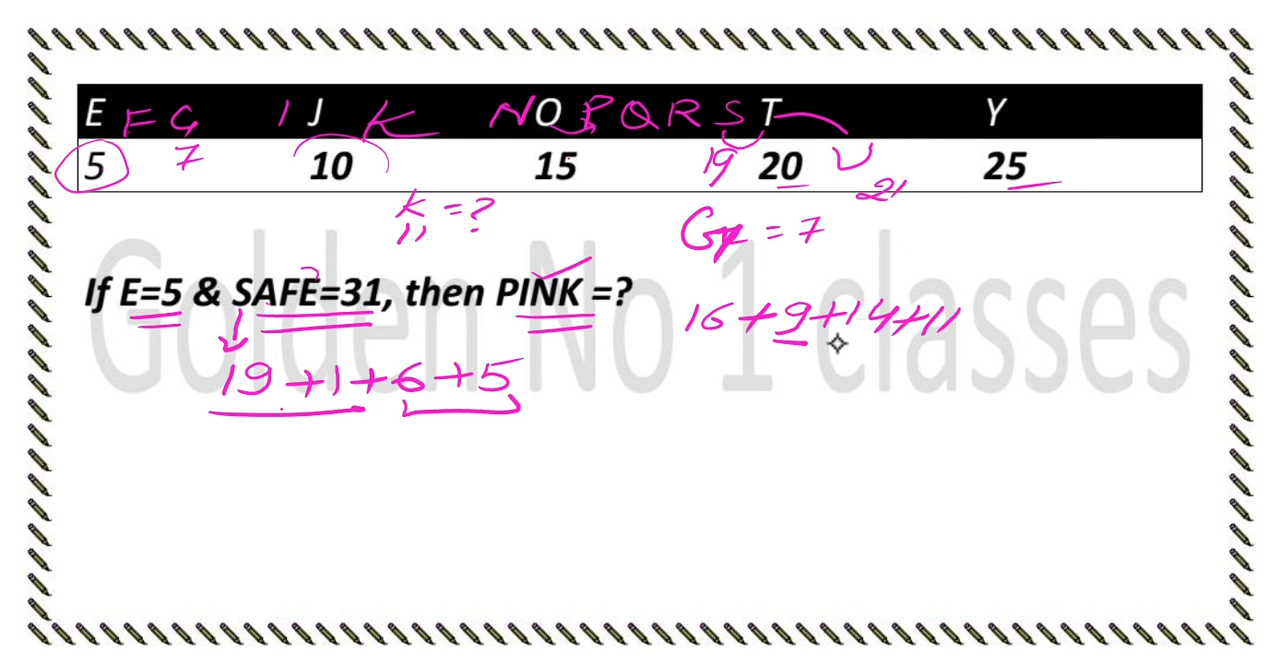 E F G I J K N O P Q R S T Y
5 7 10 15 19 20 21 25
K = ?
11
G = 7
If E=5 & SAFE=31, then PINK =?
16+9+14+11
19+1+6+5
Golden No 1 classes